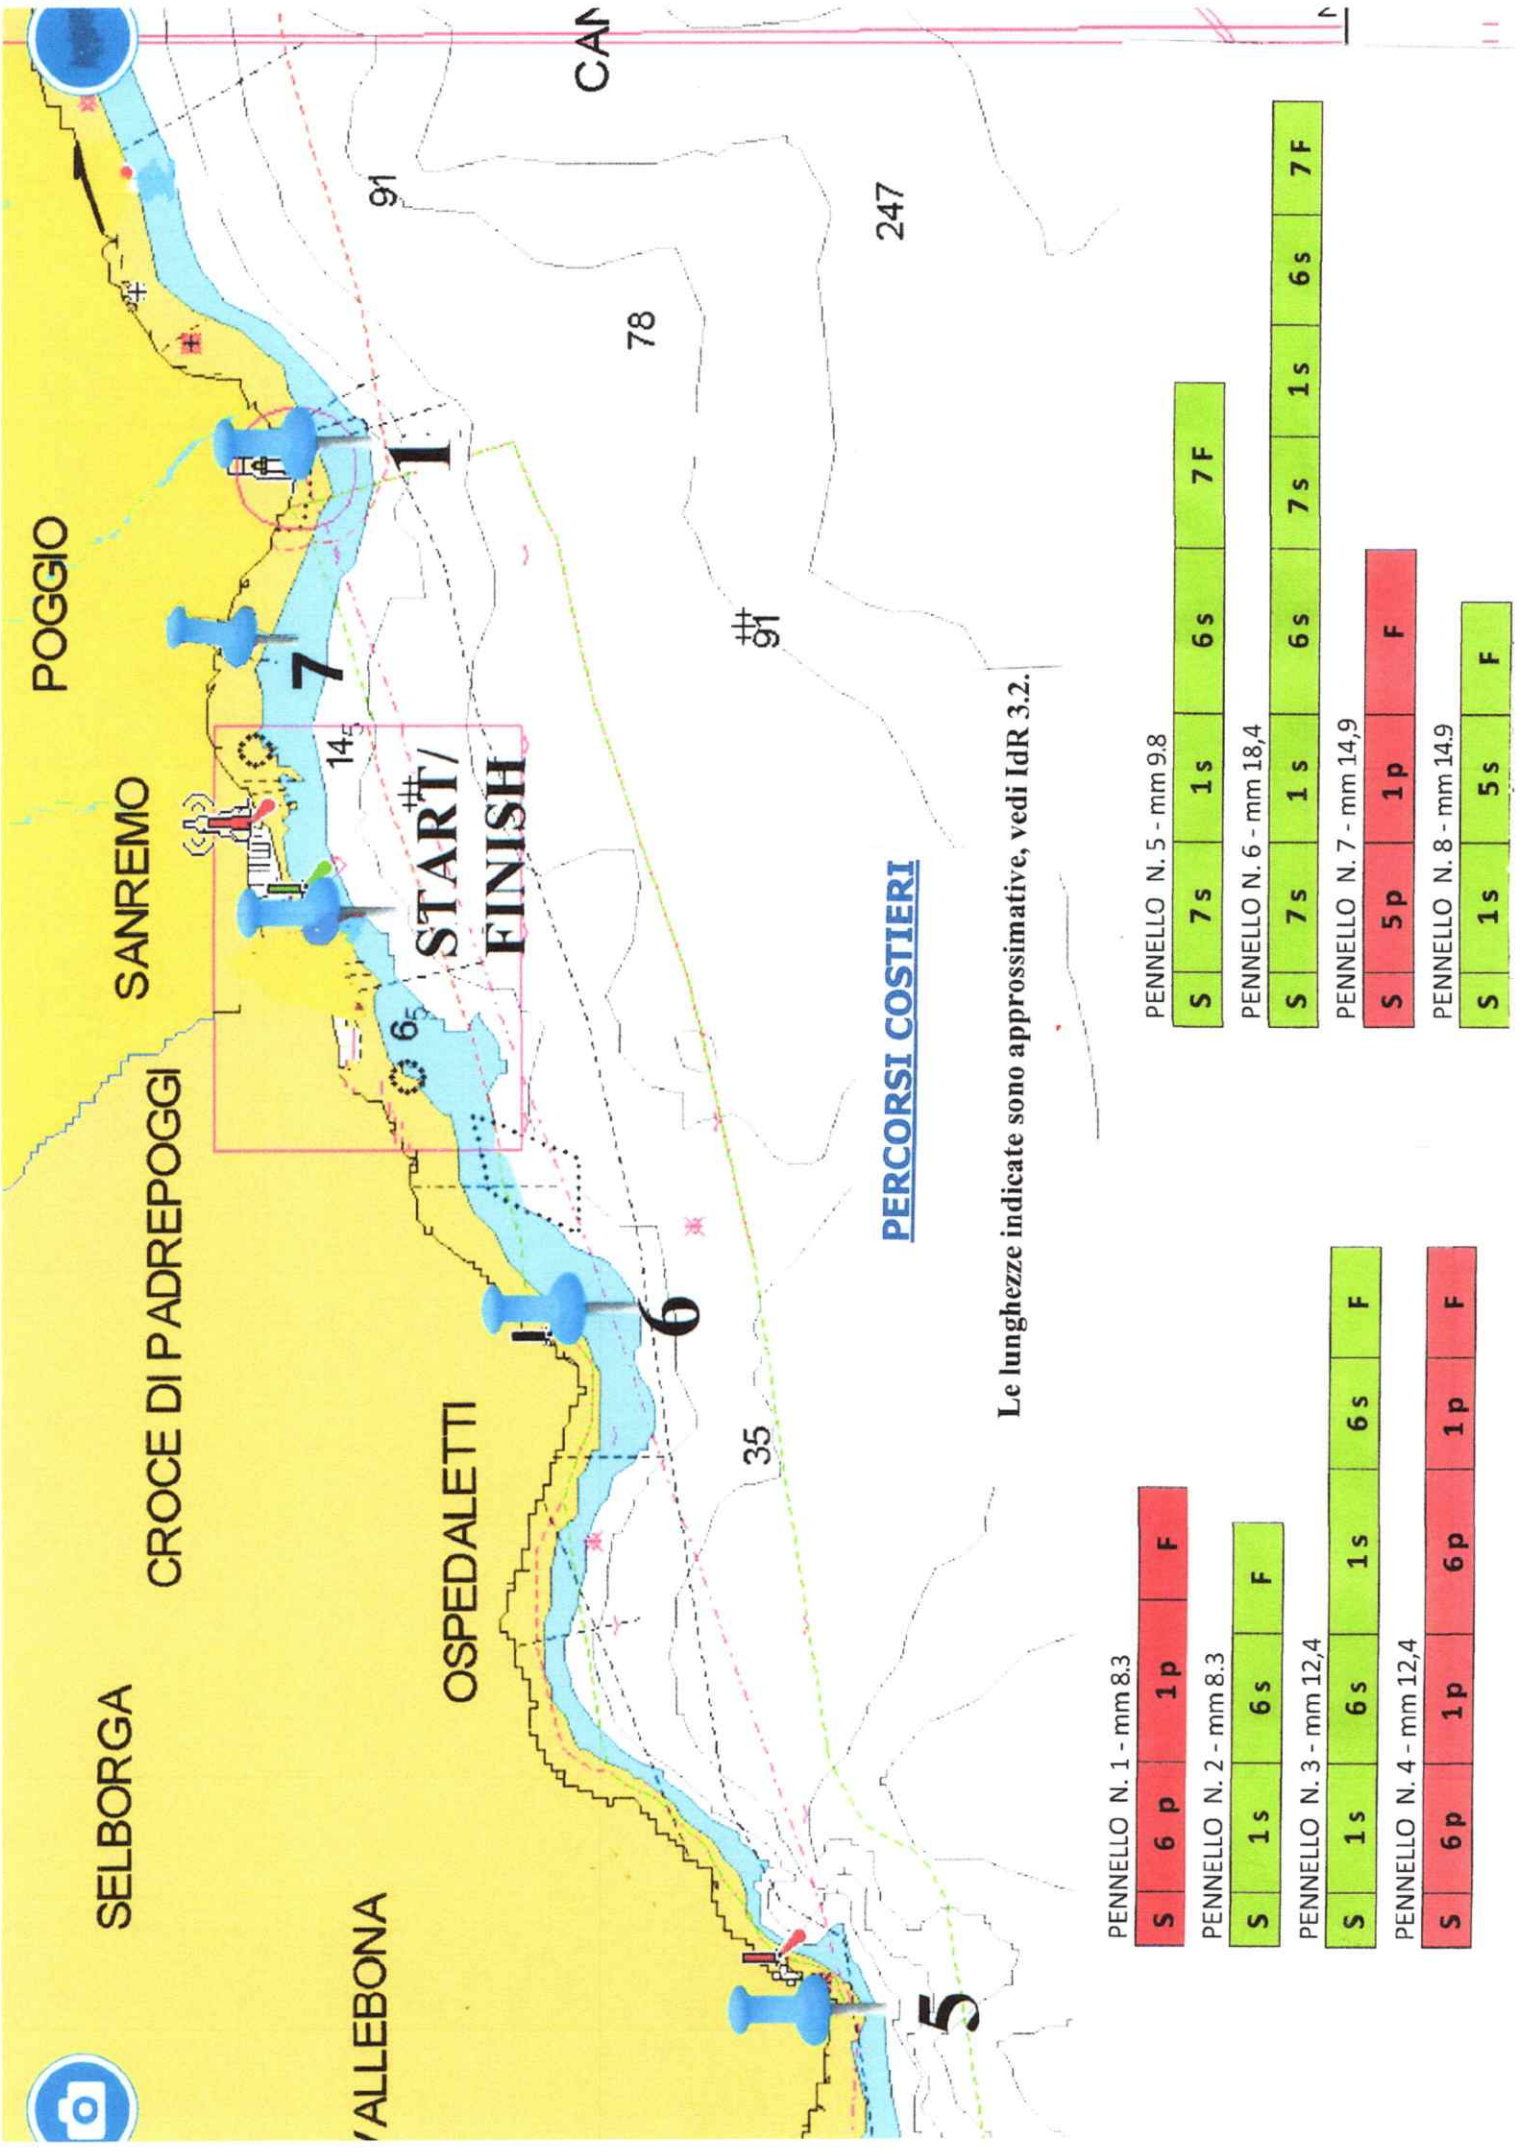 POGGIO
SANREMO
CROCE DI PADREPOGGI
SELBORGA
OSPEDALETTI
VALLEBONA
CAN
91
247
78
91
14₅
6₅
35
1
7
START/
FINISH
6
5
PERCORSI COSTIERI
Le lunghezze indicate sono approssimative, vedi IdR 3.2.
PENNELLO N. 1 - mm 8.3
S 6 p 1 p F
PENNELLO N. 2 - mm 8.3
S 1 s 6 s F
PENNELLO N. 3 - mm 12,4
S 1 s 6 s 1 s 6 s F
PENNELLO N. 4 - mm 12,4
S 6 p 1 p 6 p 1 p F
PENNELLO N. 5 - mm 9.8
S 7 s 1 s 6 s 7 F
PENNELLO N. 6 - mm 18,4
S 7 s 1 s 6 s 7 s 1 s 6 s 7 F
PENNELLO N. 7 - mm 14,9
S 5 p 1 p F
PENNELLO N. 8 - mm 14.9
S 1 s 5 s F